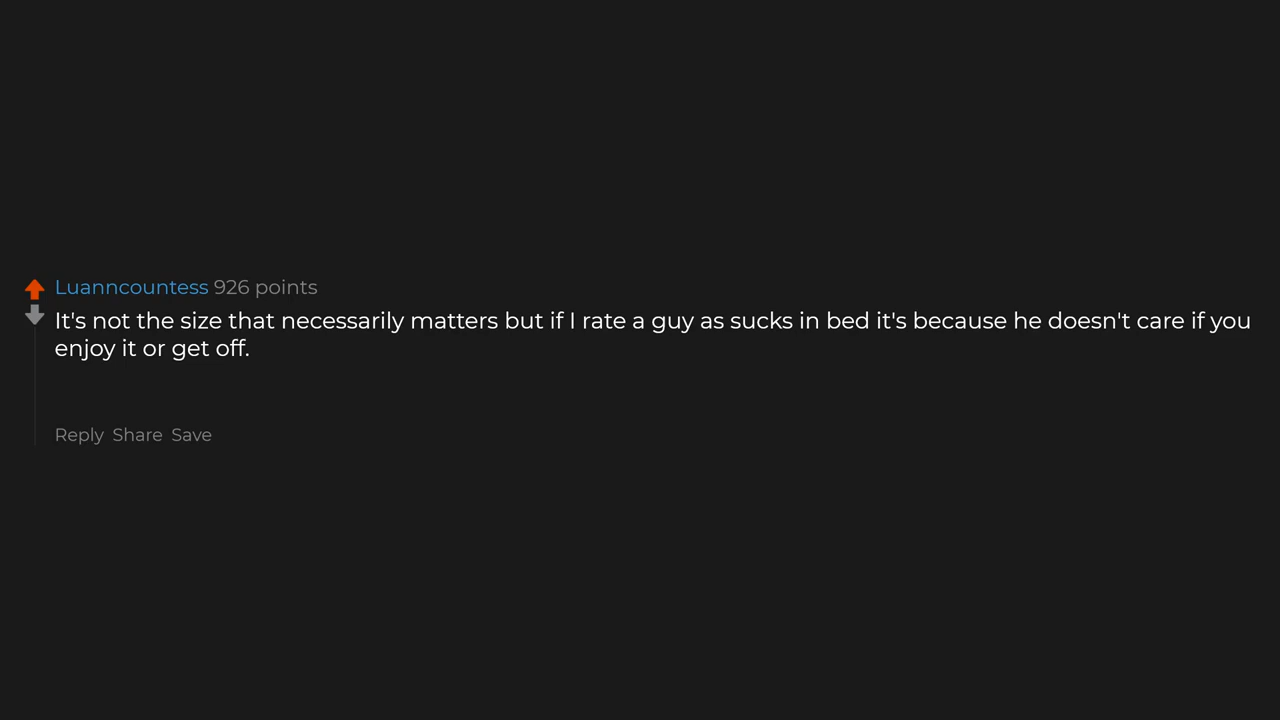 Luanncountess 926 points
It's not the size that necessarily matters but if I rate a guy as sucks in bed it's because he doesn't care if you
enjoy it or get off.
Reply Share Save